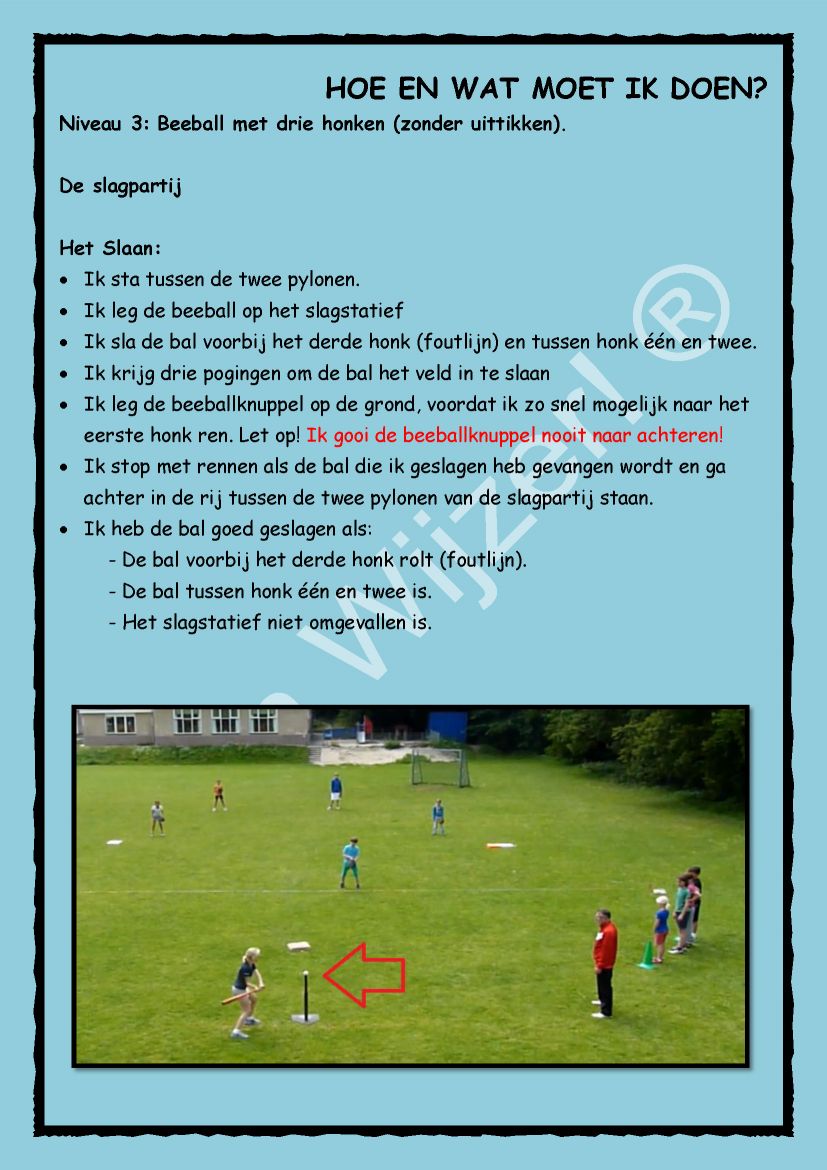 HOE EN WAT MOET IK DOEN?
Niveau 3: Beeball met drie honken (zonder uittikken).
De slagpartij
Het Slaan:
• Ik sta tussen de twee pylonen.
• Ik leg de beeball op het slagstatief
• Ik sla de bal voorbij het derde honk (foutlijn) en tussen honk één en twee.
• Ik krijg drie pogingen om de bal het veld in te slaan
• Ik leg de beeballknuppel op de grond, voordat ik zo snel mogelijk naar het
eerste honk ren. Let op! Ik gooi de beeballknuppel nooit naar achteren!
• Ik stop met rennen als de bal die ik geslagen heb gevangen wordt en ga
achter in de rij tussen de twee pylonen van de slagpartij staan.
• Ik heb de bal goed geslagen als:
- De bal voorbij het derde honk rolt (foutlijn).
- De bal tussen honk één en twee is.
- Het slagstatief niet omgevallen is.
Wijzer! ®